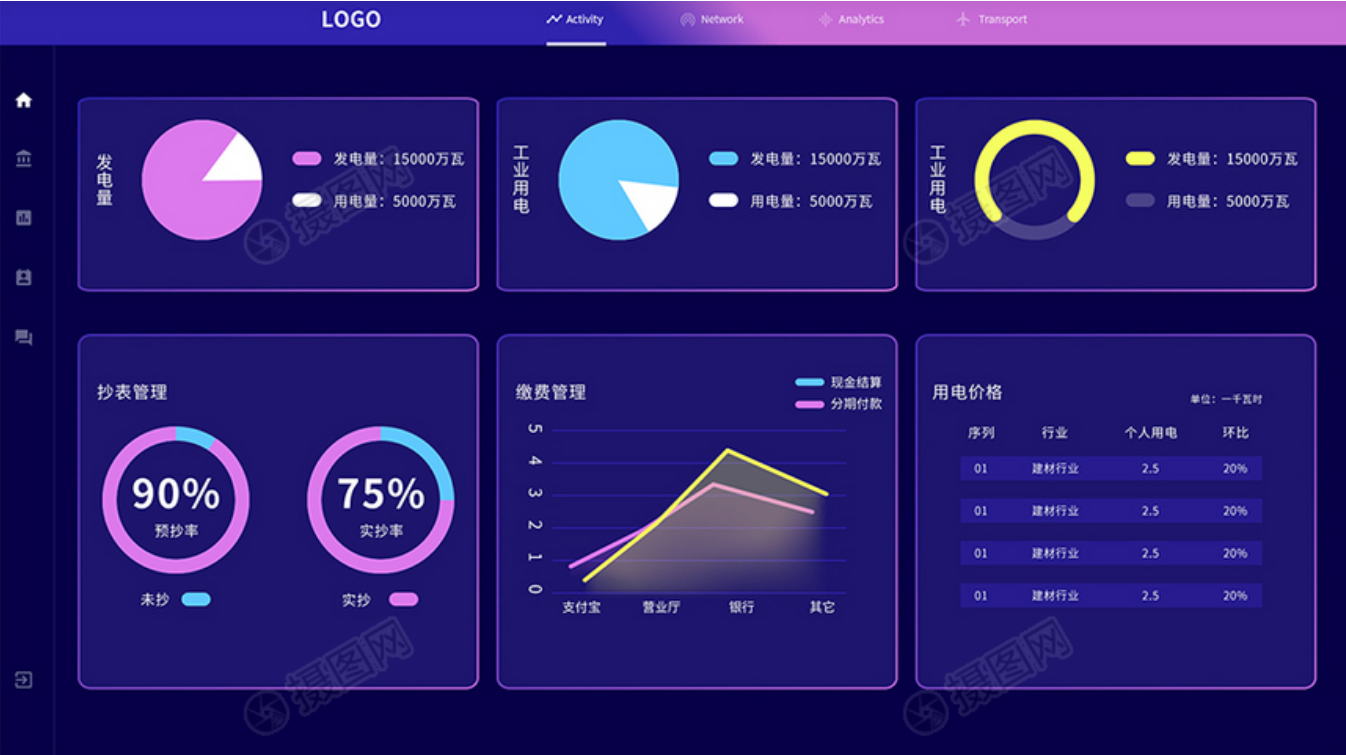 LOGO
Activity
Network
Analytics
Transport
发电量
发电量：15000万瓦
用电量：5000万瓦
工业用电
发电量：15000万瓦
用电量：5000万瓦
工业用电
发电量：15000万瓦
用电量：5000万瓦
抄表管理
90%
预抄率
75%
实抄率
未抄
实抄
缴费管理
现金结算
分期付款
5
4
3
2
1
0
支付宝 营业厅 银行 其它
用电价格
单位：一千瓦时
序列 行业 个人用电 环比
01 建材行业 2.5 20%
01 建材行业 2.5 20%
01 建材行业 2.5 20%
01 建材行业 2.5 20%
摄图网
摄图网
摄图网
摄图网